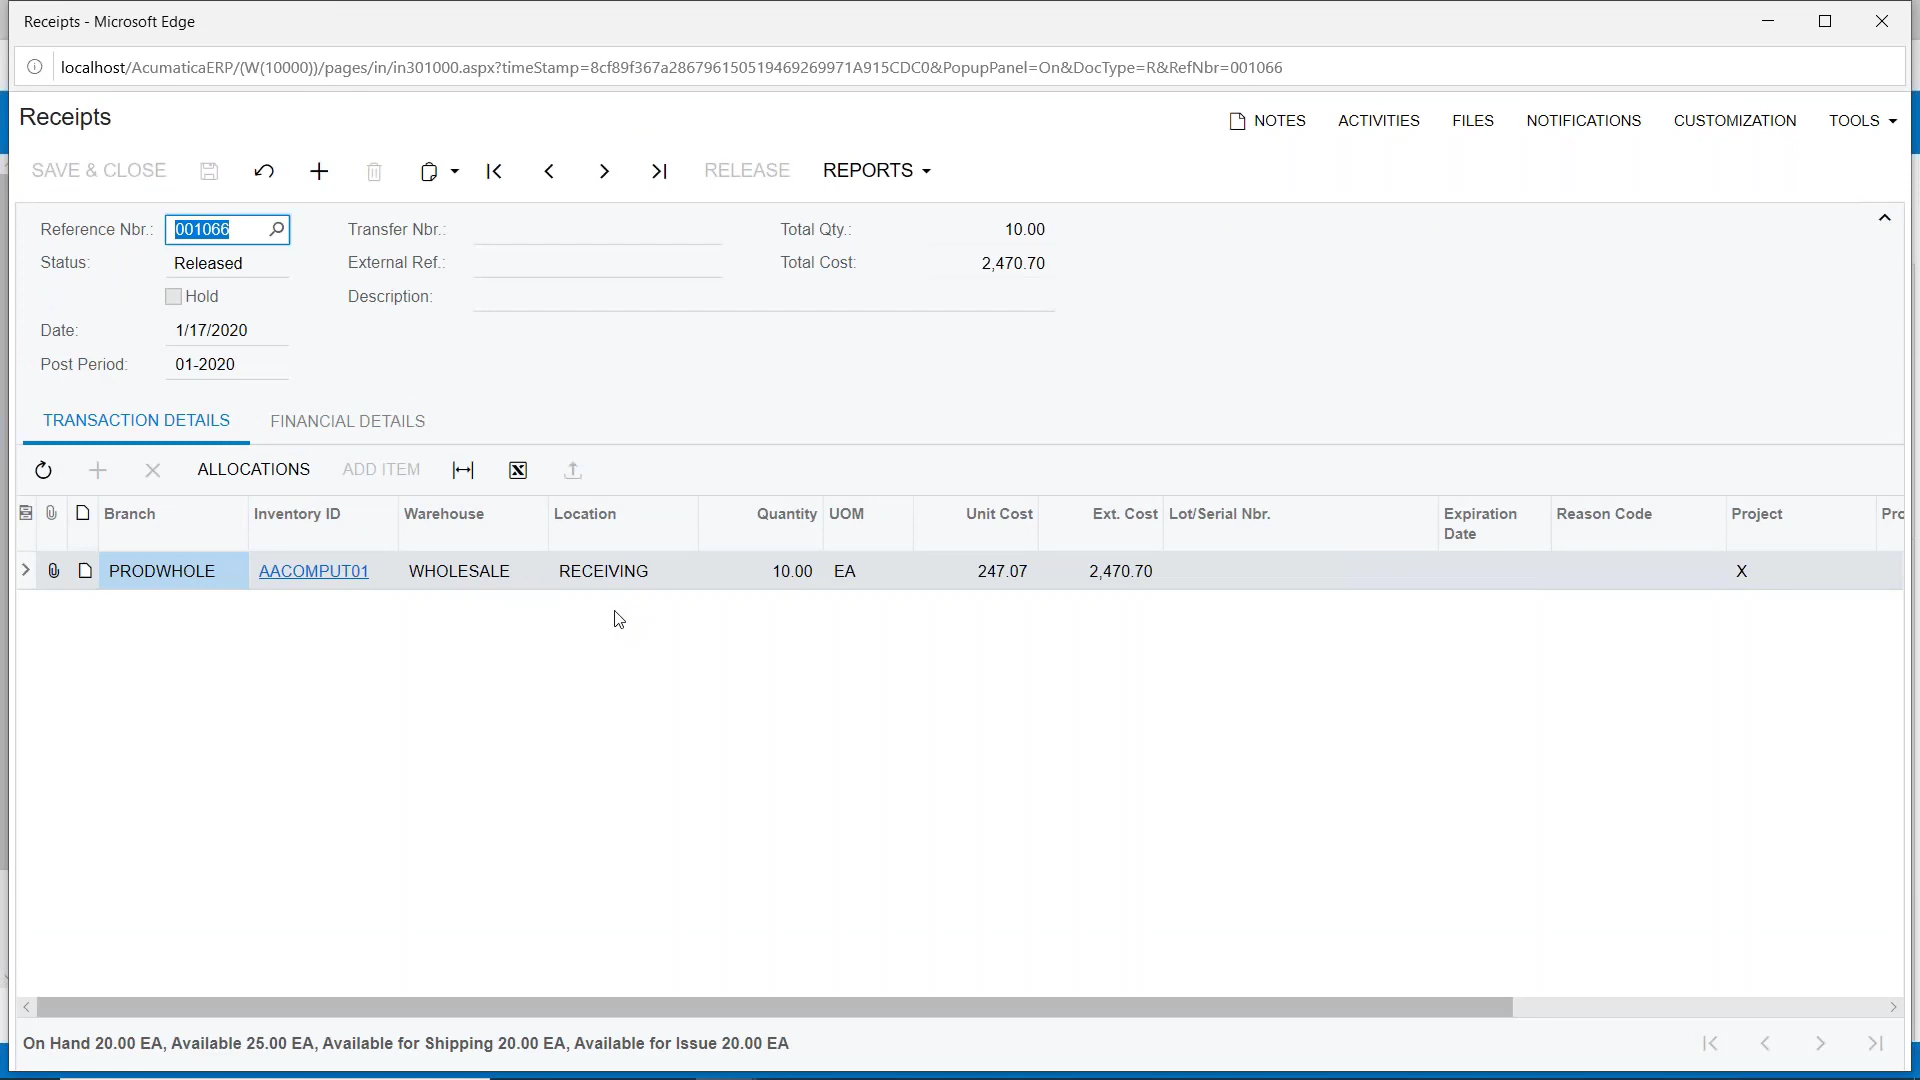 Receipts - Microsoft Edge
localhost/AcumaticaERP/(W(10000))/pages/in/in301000.aspx?timeStamp=8cf89f367a286796150519469269971A915CDC0&PopupPanel=On&DocType=R&RefNbr=001066
Receipts
NOTES ACTIVITIES FILES NOTIFICATIONS CUSTOMIZATION TOOLS
SAVE & CLOSE RELEASE REPORTS
Reference Nbr.: 001066 Transfer Nbr.: Total Qty.: 10.00
Status: Released External Ref.: Total Cost: 2,470.70
Hold Description:
Date: 1/17/2020
Post Period: 01-2020
TRANSACTION DETAILS FINANCIAL DETAILS
ALLOCATIONS ADD ITEM
Branch Inventory ID Warehouse Location Quantity UOM Unit Cost Ext. Cost Lot/Serial Nbr. Expiration Date Reason Code Project Pro
PRODWHOLE AACOMPUT01 WHOLESALE RECEIVING 10.00 EA 247.07 2,470.70 X
On Hand 20.00 EA, Available 25.00 EA, Available for Shipping 20.00 EA, Available for Issue 20.00 EA